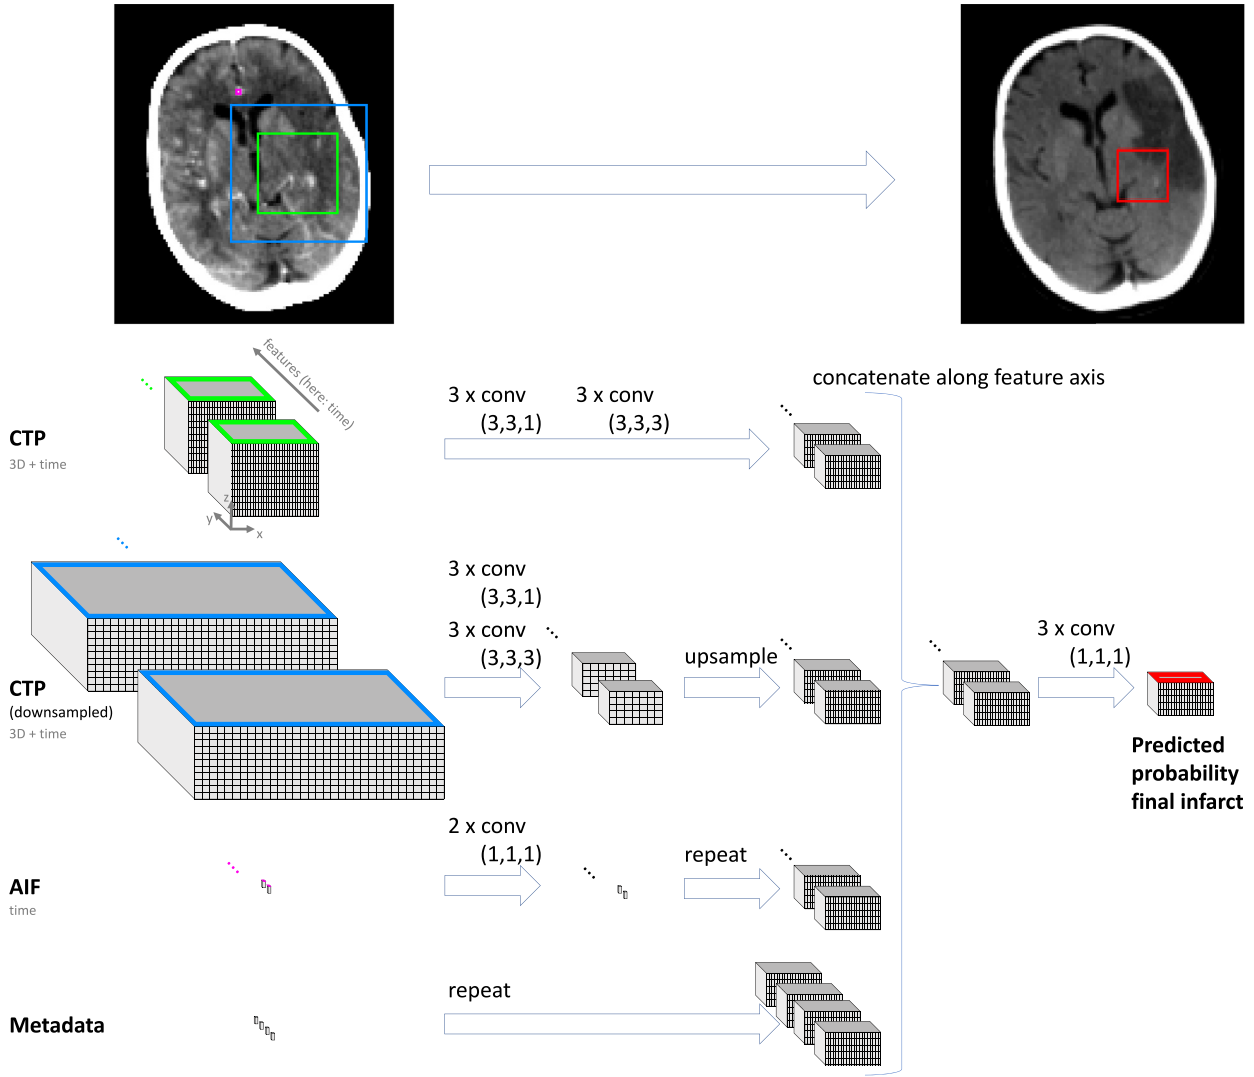 features (here: time)
concatenate along feature axis
3 x conv
(3,3,1)
3 x conv
(3,3,3)
CTP
3D + time
z
y
x
3 x conv
(3,3,1)
3 x conv
(3,3,3)
upsample
3 x conv
(1,1,1)
CTP
(downsampled)
3D + time
Predicted
probability
final infarct
2 x conv
(1,1,1)
repeat
AIF
time
repeat
Metadata